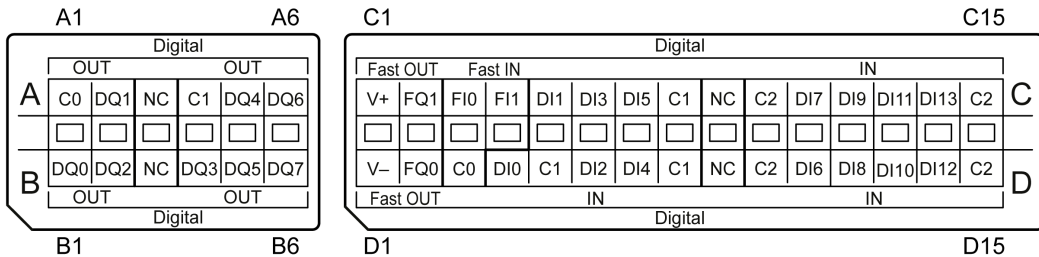 A1 A6 C1 C15
Digital Digital
OUT OUT Fast OUT Fast IN IN
A C0 DQ1 NC C1 DQ4 DQ6 V+ FQ1 FI0 FI1 DI1 DI3 DI5 C1 NC C2 DI7 DI9 DI11 DI13 C2 C
B DQ0 DQ2 NC DQ3 DQ5 DQ7 V– FQ0 C0 DI0 C1 DI2 DI4 C1 NC C2 DI6 DI8 DI10 DI12 C2 D
OUT OUT Fast OUT IN IN
Digital Digital
B1 B6 D1 D15